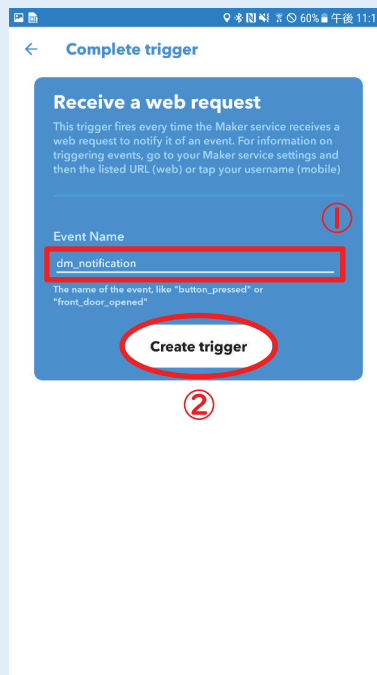 60% 午後 11:1
← Complete trigger
Receive a web request
This trigger fires every time the Maker service receives a
web request to notify it of an event. For information on
triggering events, go to your Maker service settings and
then the listed URL (web) or tap your username (mobile)
①
Event Name
dm_notification
The name of the event, like "button_pressed" or
"front_door_opened"
Create trigger
②